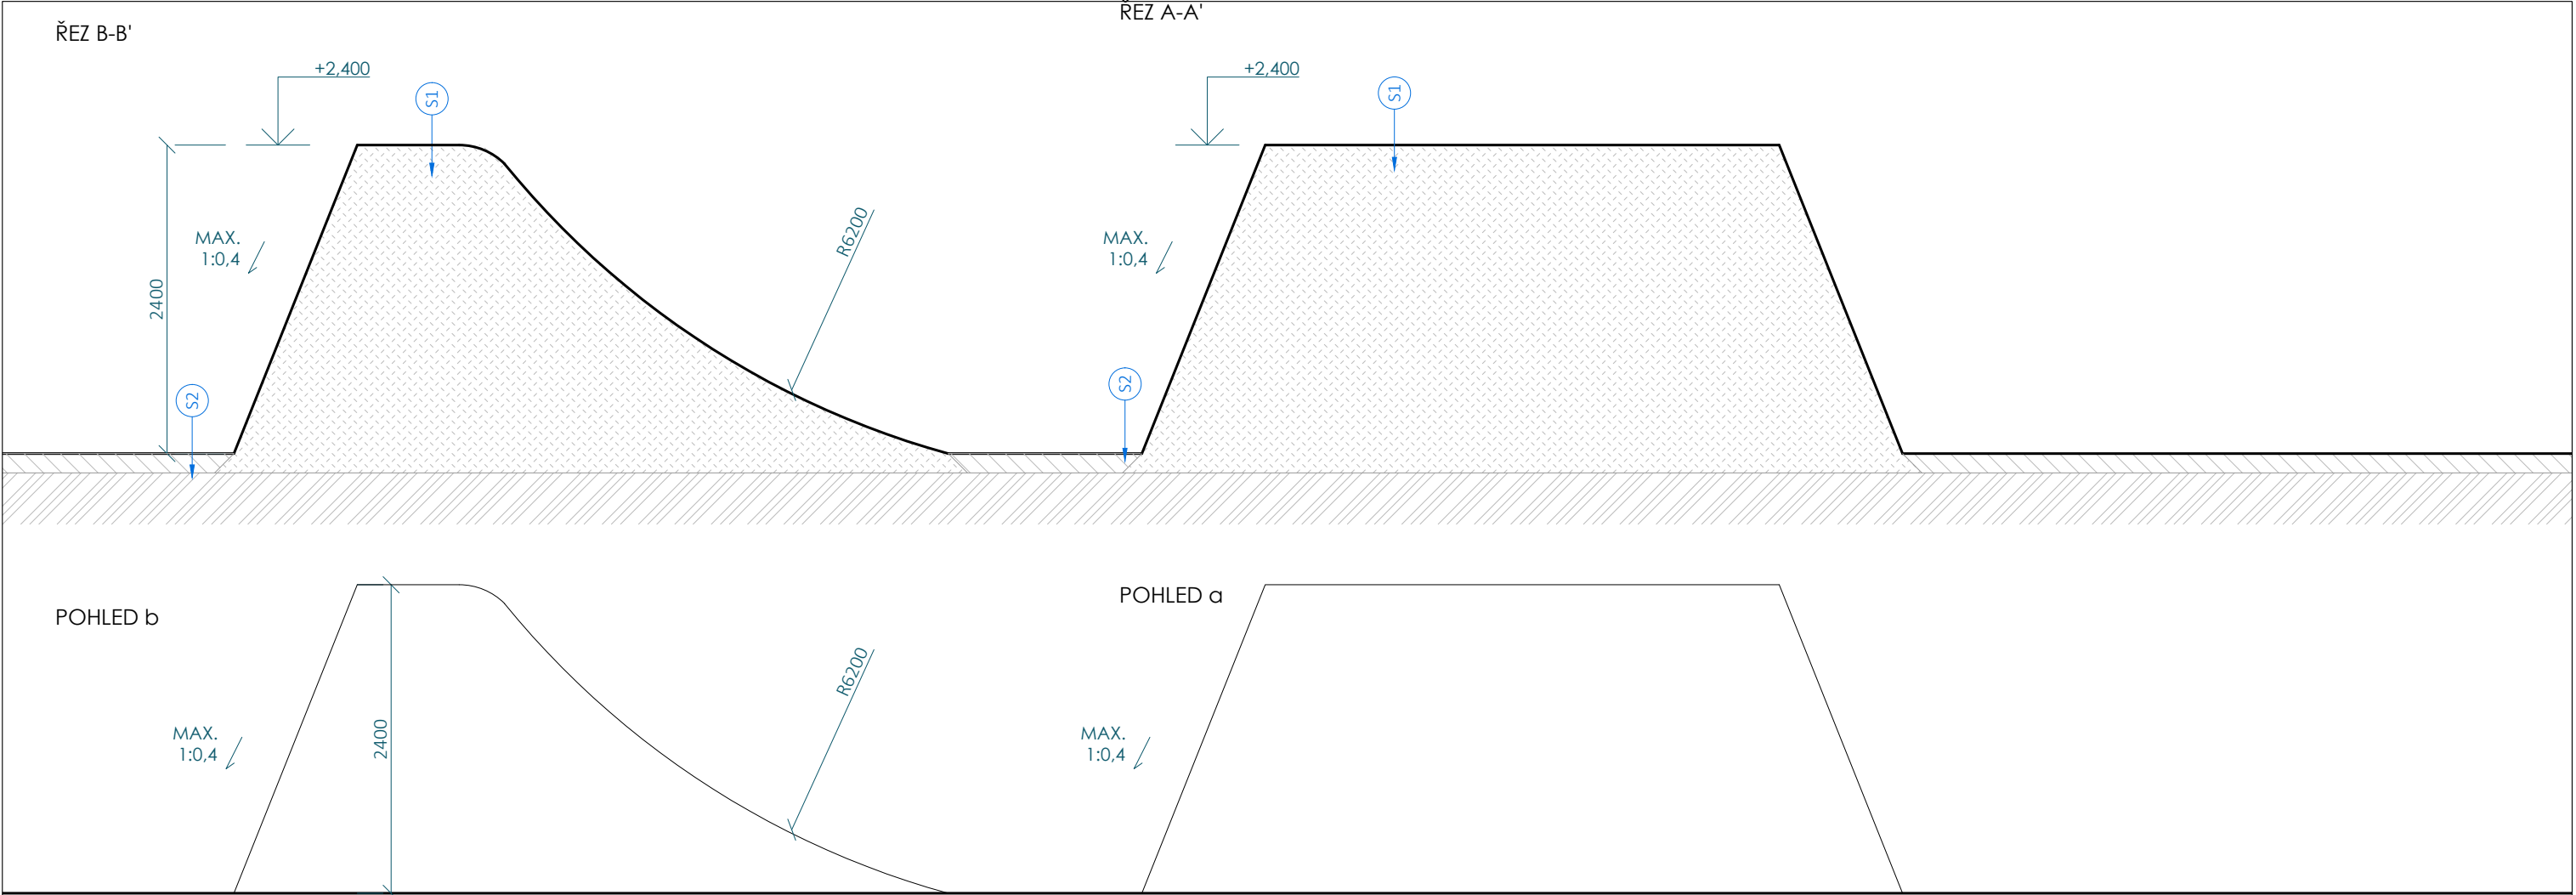 ŘEZ B-B'
ŘEZ A-A'
+2,400
+2,400
S1
S1
MAX.
1:0,4
R6200
MAX.
1:0,4
2400
S2
S2
POHLED b
POHLED a
R6200
MAX.
1:0,4
2400
MAX.
1:0,4